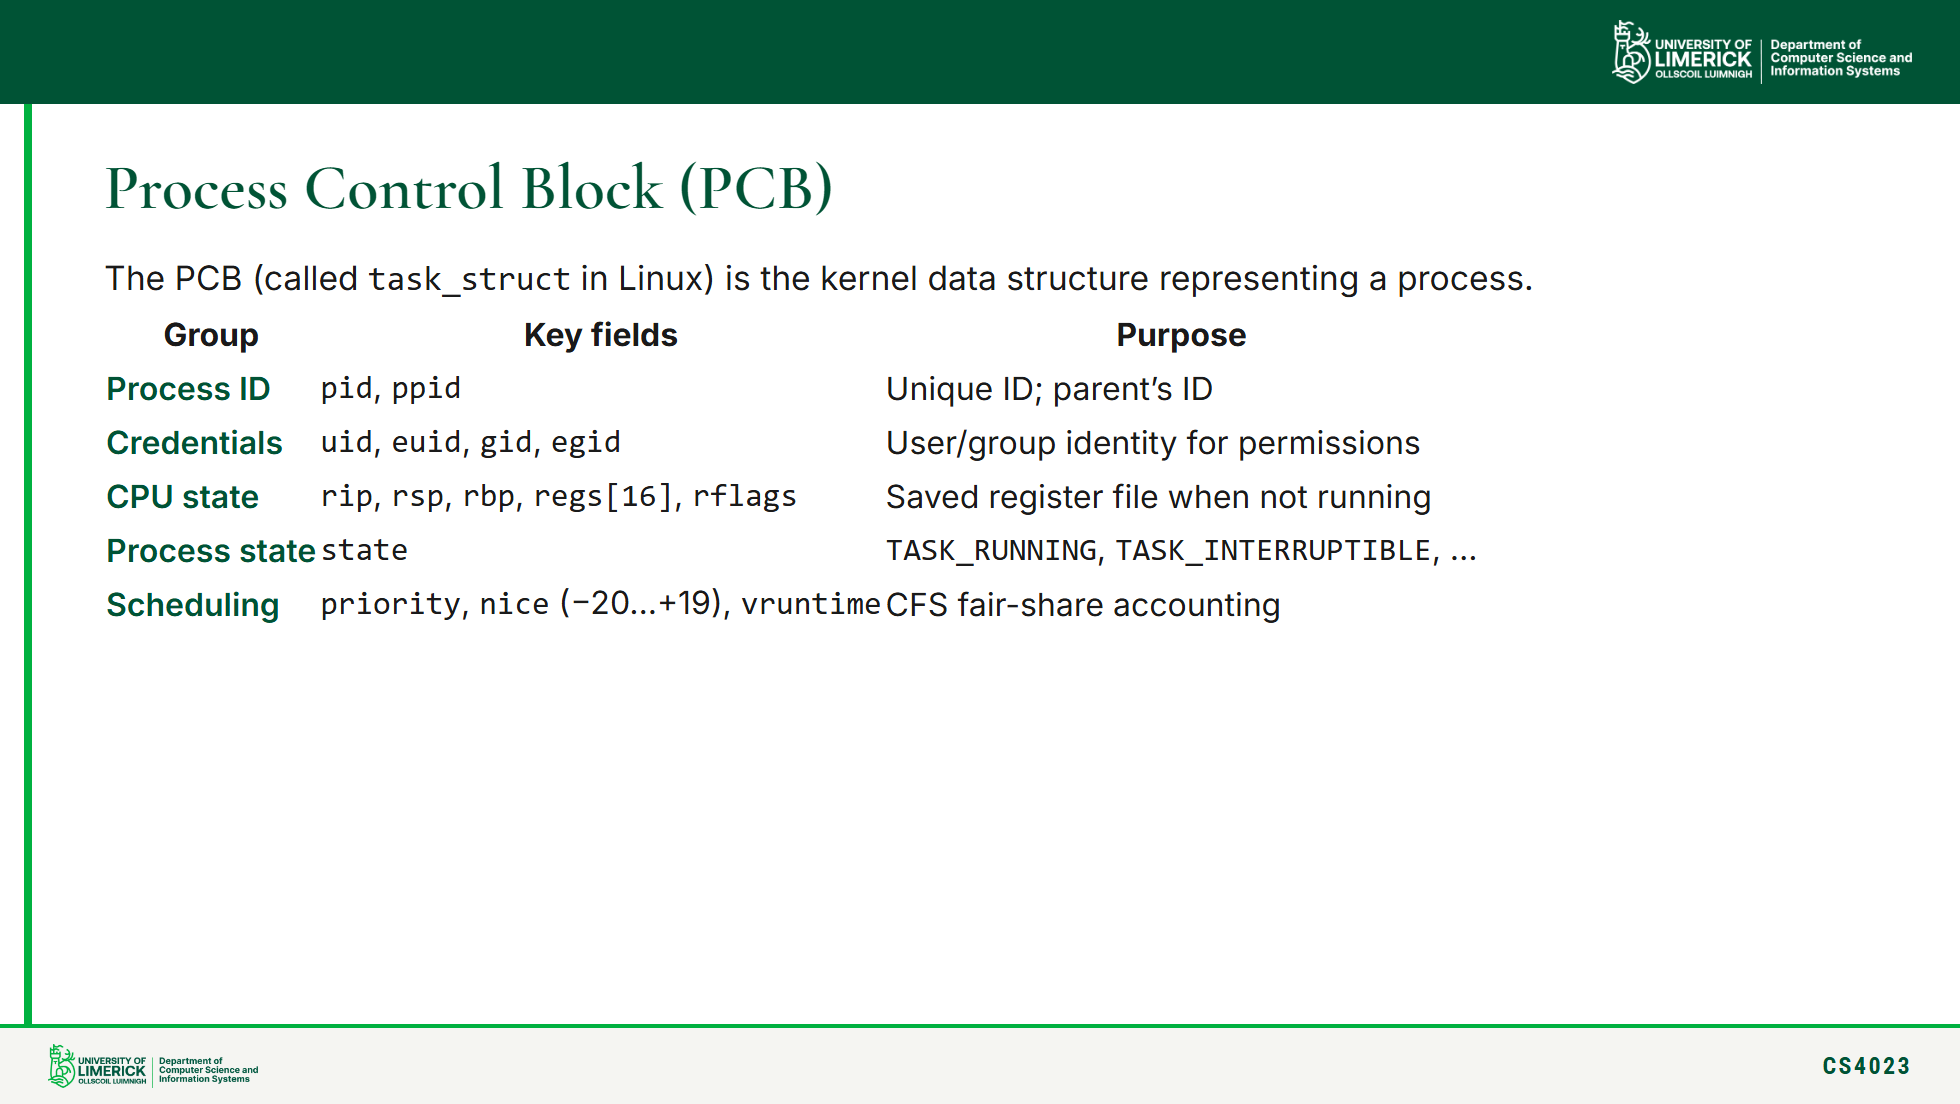 UNIVERSITY OF
LIMERICK
OLLSCOIL LUIMNIGH
Department of
Computer Science and
Information Systems
Process Control Block (PCB)
The PCB (called task_struct in Linux) is the kernel data structure representing a process.
Group Key fields Purpose
Process ID pid, ppid Unique ID; parent’s ID
Credentials uid, euid, gid, egid User/group identity for permissions
CPU state rip, rsp, rbp, regs[16], rflags Saved register file when not running
Process state state TASK_RUNNING, TASK_INTERRUPTIBLE, …
Scheduling priority, nice (−20…+19), vruntime CFS fair-share accounting
UNIVERSITY OF
LIMERICK
OLLSCOIL LUIMNIGH
Department of
Computer Science and
Information Systems
CS4023